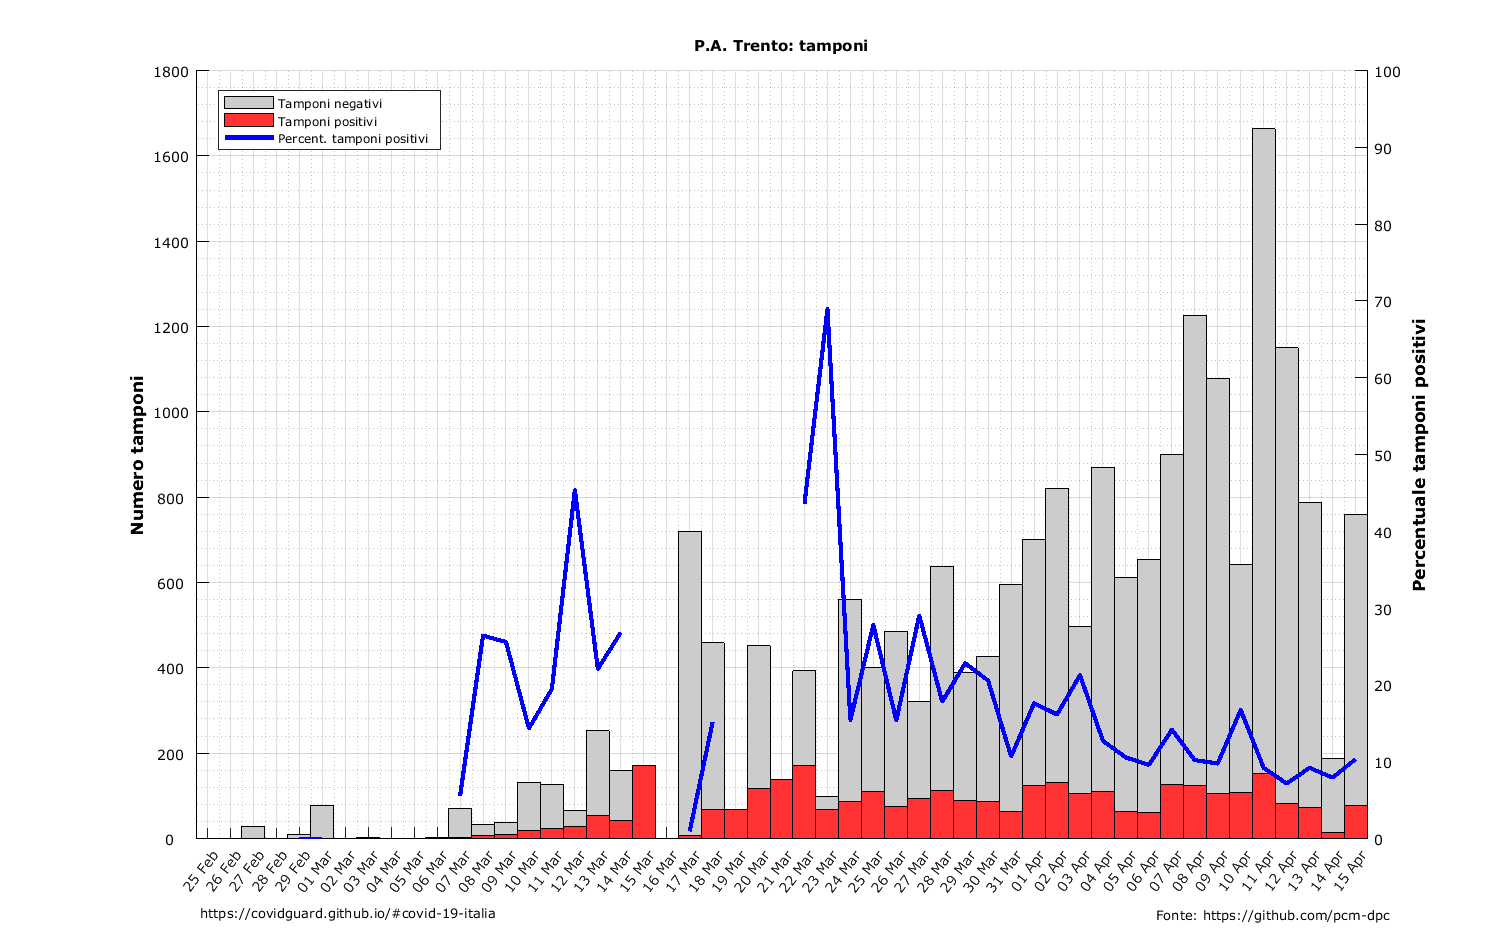 P.A. Trento: tamponi
1800
1600
1400
1200
1000
800
600
400
200
0
Numero tamponi
Tamponi negativi
Tamponi positivi
Percent. tamponi positivi
100
90
80
70
60
50
40
30
20
10
0
Percentuale tamponi positivi
25 Feb
26 Feb
27 Feb
28 Feb
29 Feb
01 Mar
02 Mar
03 Mar
04 Mar
05 Mar
06 Mar
07 Mar
08 Mar
09 Mar
10 Mar
11 Mar
12 Mar
13 Mar
14 Mar
15 Mar
16 Mar
17 Mar
18 Mar
19 Mar
20 Mar
21 Mar
22 Mar
23 Mar
24 Mar
25 Mar
26 Mar
27 Mar
28 Mar
29 Mar
30 Mar
31 Mar
01 Apr
02 Apr
03 Apr
04 Apr
05 Apr
06 Apr
07 Apr
08 Apr
09 Apr
10 Apr
11 Apr
12 Apr
13 Apr
14 Apr
15 Apr
https://covidguard.github.io/#covid-19-italia
Fonte: https://github.com/pcm-dpc